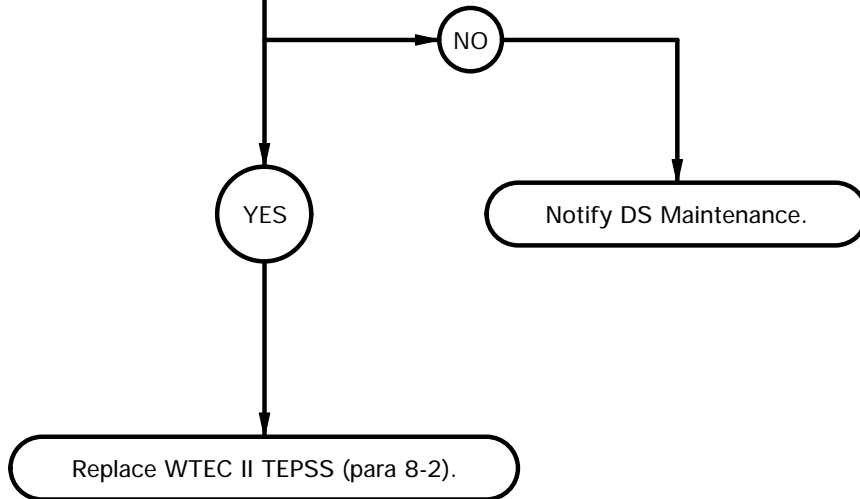 NO
YES
Notify DS Maintenance.
Replace WTEC II TEPSS (para 8-2).